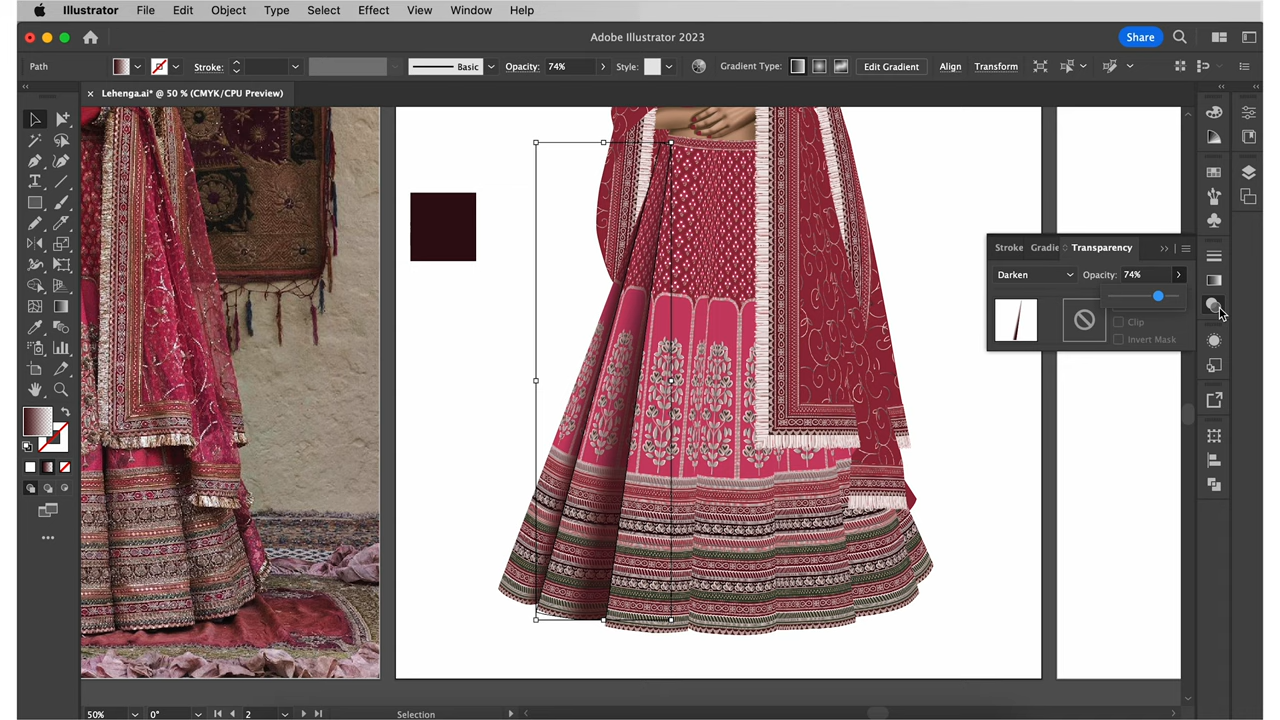 Illustrator File Edit Object Type Select Effect View Window Help
Adobe Illustrator 2023
Share
Path Stroke: Basic Opacity: 74% Style: Gradient Type: Edit Gradient Align Transform
Lehenga.ai* @ 50 % (CMYK/CPU Preview)
Stroke Gradie Transparency
Darken Opacity: 74%
Clip
Invert Mask
50% 0° 2 Selection